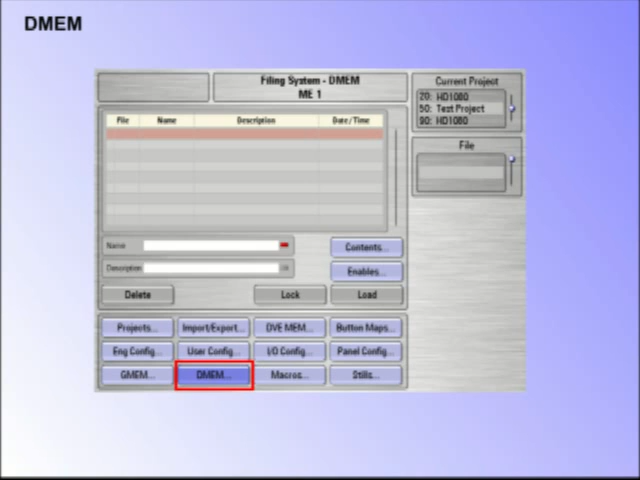 DMEM
Filing System - DMEM
ME 1
Current Project
20: HD1080
50: Test Project
90: HD1080
File
File Name Description Date/Time
Name
Description
Contents...
Enables...
Delete Lock Load
Projects... Import/Export... DVE MEM... Button Maps...
Eng Config... User Config... I/O Config... Panel Config...
GMEM... DMEM... Macros... Stills...